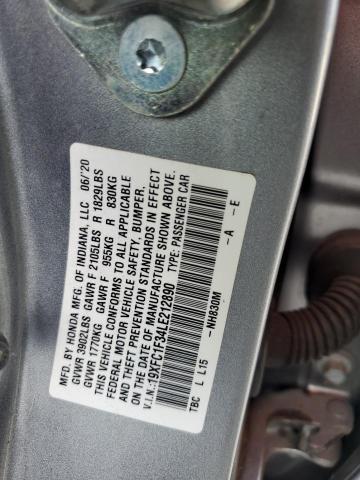 MFD. BY HONDA MFG. OF INDIANA, LLC 06/'20
GVWR 3902LBS GAWR F 2105LBS R 1829LBS
GVWR 1770KG GAWR F 955KG R 830KG
THIS VEHICLE CONFORMS TO ALL APPLICABLE
FEDERAL MOTOR VEHICLE SAFETY, BUMPER,
AND THEFT PREVENTION STANDARDS IN EFFECT
ON THE DATE OF MANUFACTURE SHOWN ABOVE.
V.I.N.:19XFC1F34LE212890 TYPE: PASSENGER CAR
-NH830M -A -E
TBC L L15